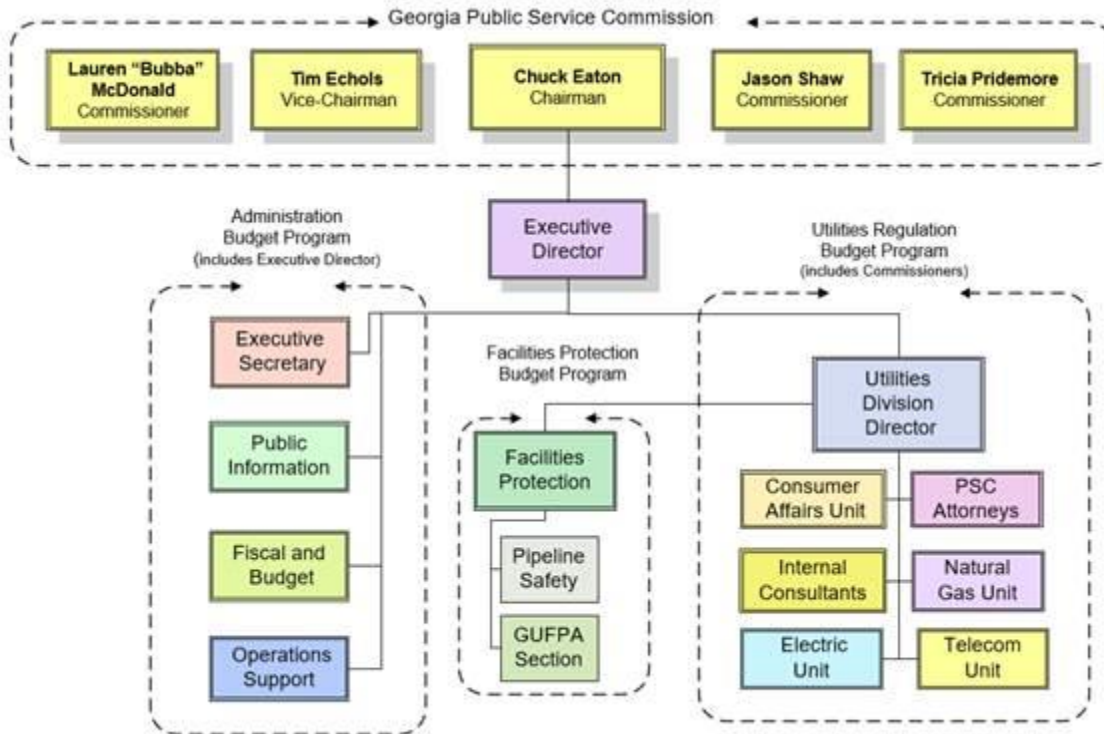 Georgia Public Service Commission
Lauren “Bubba”
McDonald
Commissioner
Tim Echols
Vice-Chairman
Chuck Eaton
Chairman
Jason Shaw
Commissioner
Tricia Pridemore
Commissioner
Executive
Director
Administration
Budget Program
(includes Executive Director)
Utilities Regulation
Budget Program
(includes Commissioners)
Executive
Secretary
Public
Information
Fiscal and
Budget
Operations
Support
Facilities Protection
Budget Program
Facilities
Protection
Pipeline
Safety
GUFPA
Section
Utilities
Division
Director
Consumer
Affairs Unit
PSC
Attorneys
Internal
Consultants
Natural
Gas Unit
Electric
Unit
Telecom
Unit